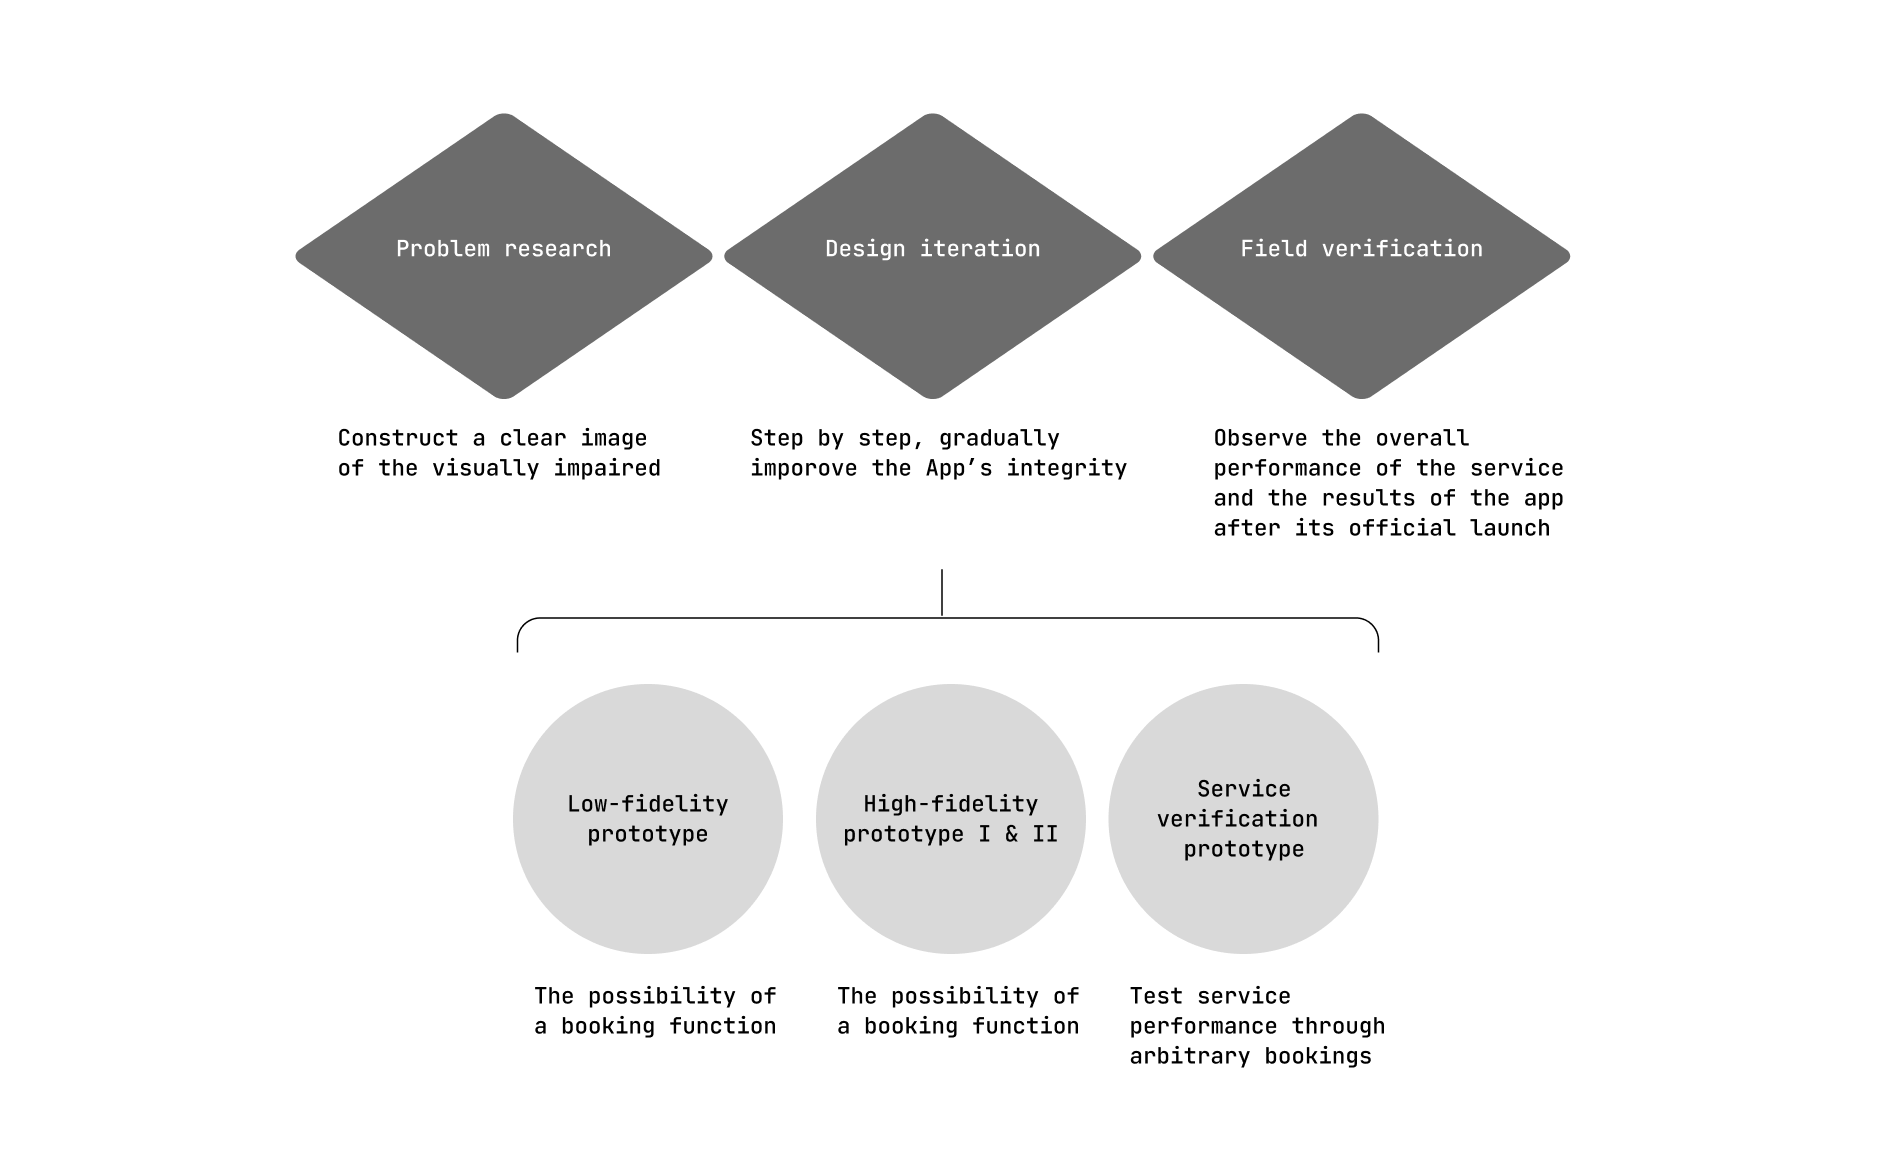 Problem research
Design iteration
Field verification
Construct a clear image
of the visually impaired
Step by step, gradually
imporove the App’s integrity
Observe the overall
performance of the service
and the results of the app
after its official launch
Low-fidelity
prototype
High-fidelity
prototype I & II
Service
verification
prototype
The possibility of
a booking function
The possibility of
a booking function
Test service
performance through
arbitrary bookings